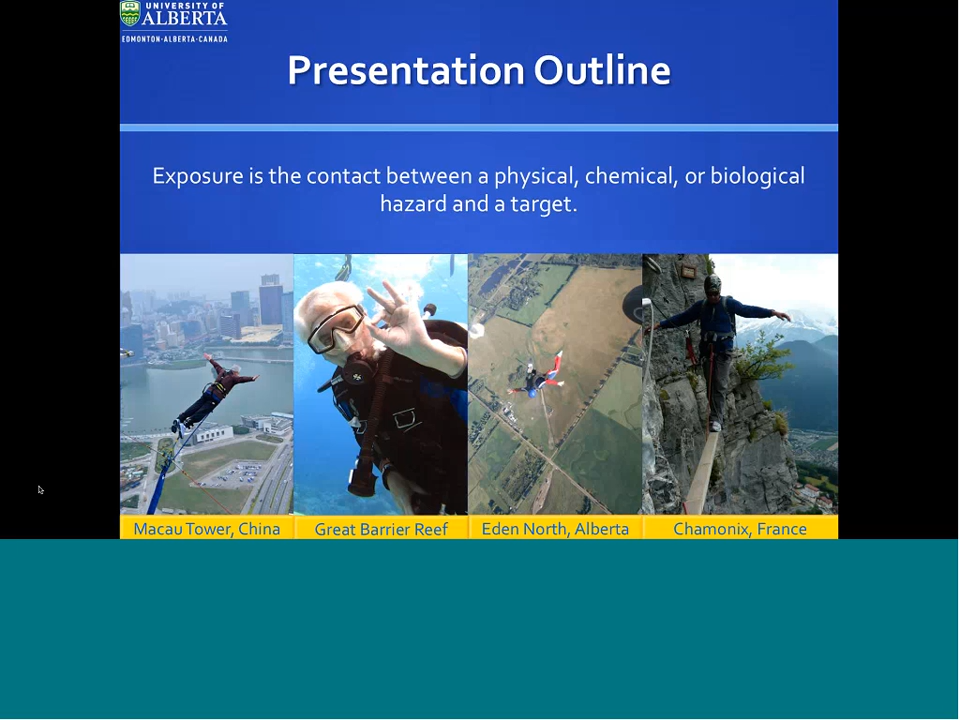 UNIVERSITY OF
ALBERTA
EDMONTON·ALBERTA·CANADA
Presentation Outline
Exposure is the contact between a physical, chemical, or biological
hazard and a target.
Macau Tower, China
Great Barrier Reef
Eden North, Alberta
Chamonix, France